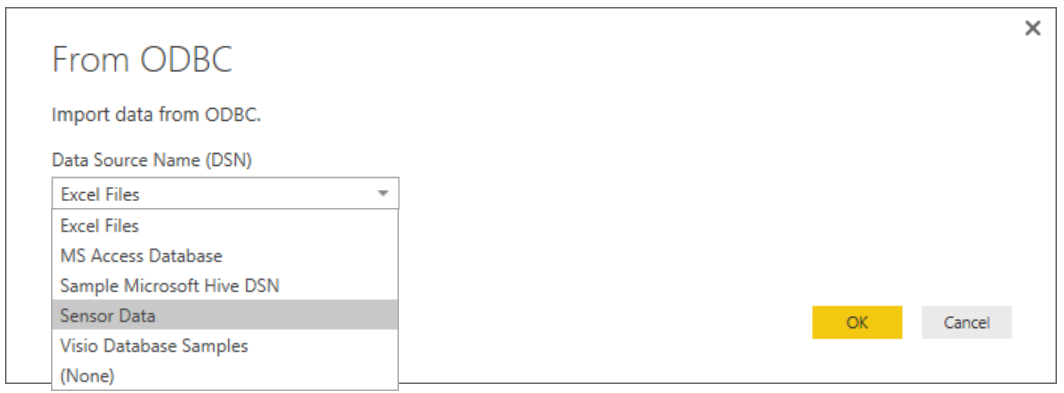 From ODBC
Import data from ODBC.
Data Source Name (DSN)
Excel Files
Excel Files
MS Access Database
Sample Microsoft Hive DSN
Sensor Data
Visio Database Samples
(None)
OK Cancel